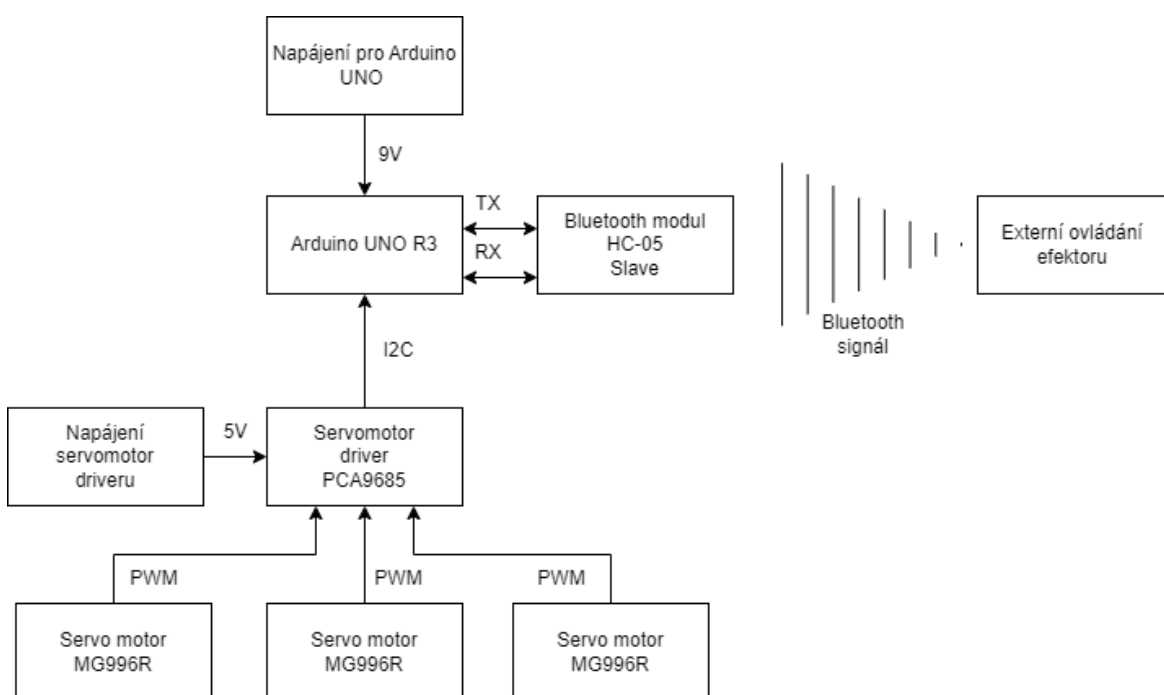 Napájení pro Arduino
UNO
9V
Arduino UNO R3
TX
RX
Bluetooth modul
HC-05
Slave
Externí ovládání
efektoru
Bluetooth
signál
I2C
Napájení
servomotor
driveru
5V
Servomotor
driver
PCA9685
PWM
PWM
PWM
Servo motor
MG996R
Servo motor
MG996R
Servo motor
MG996R